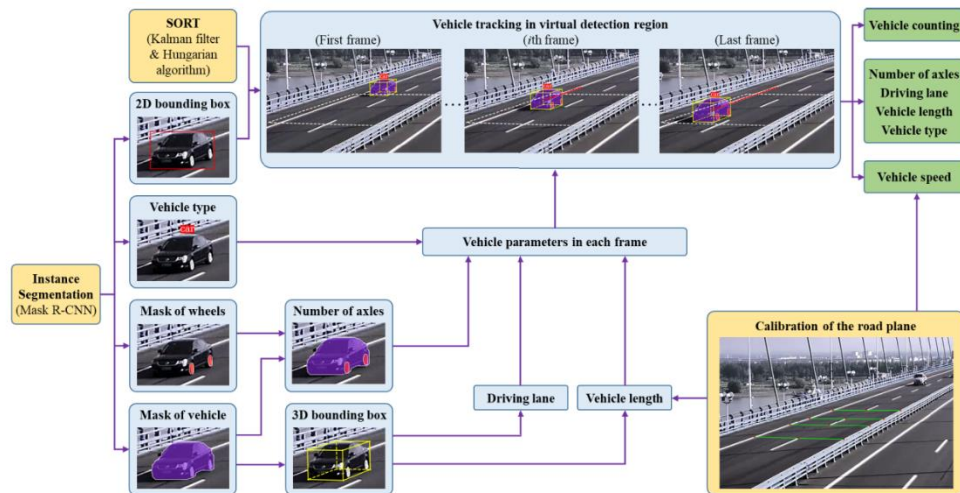 SORT
(Kalman filter
& Hungarian
algorithm)
Vehicle tracking in virtual detection region
(First frame)
(ith frame)
(Last frame)
...
...
Vehicle counting
Number of axles
Driving lane
Vehicle length
Vehicle type
Vehicle speed
2D bounding box
Vehicle type
car
Vehicle parameters in each frame
Instance
Segmentation
(Mask R-CNN)
Mask of wheels
Number of axles
Calibration of the road plane
Driving lane
Vehicle length
Mask of vehicle
3D bounding box